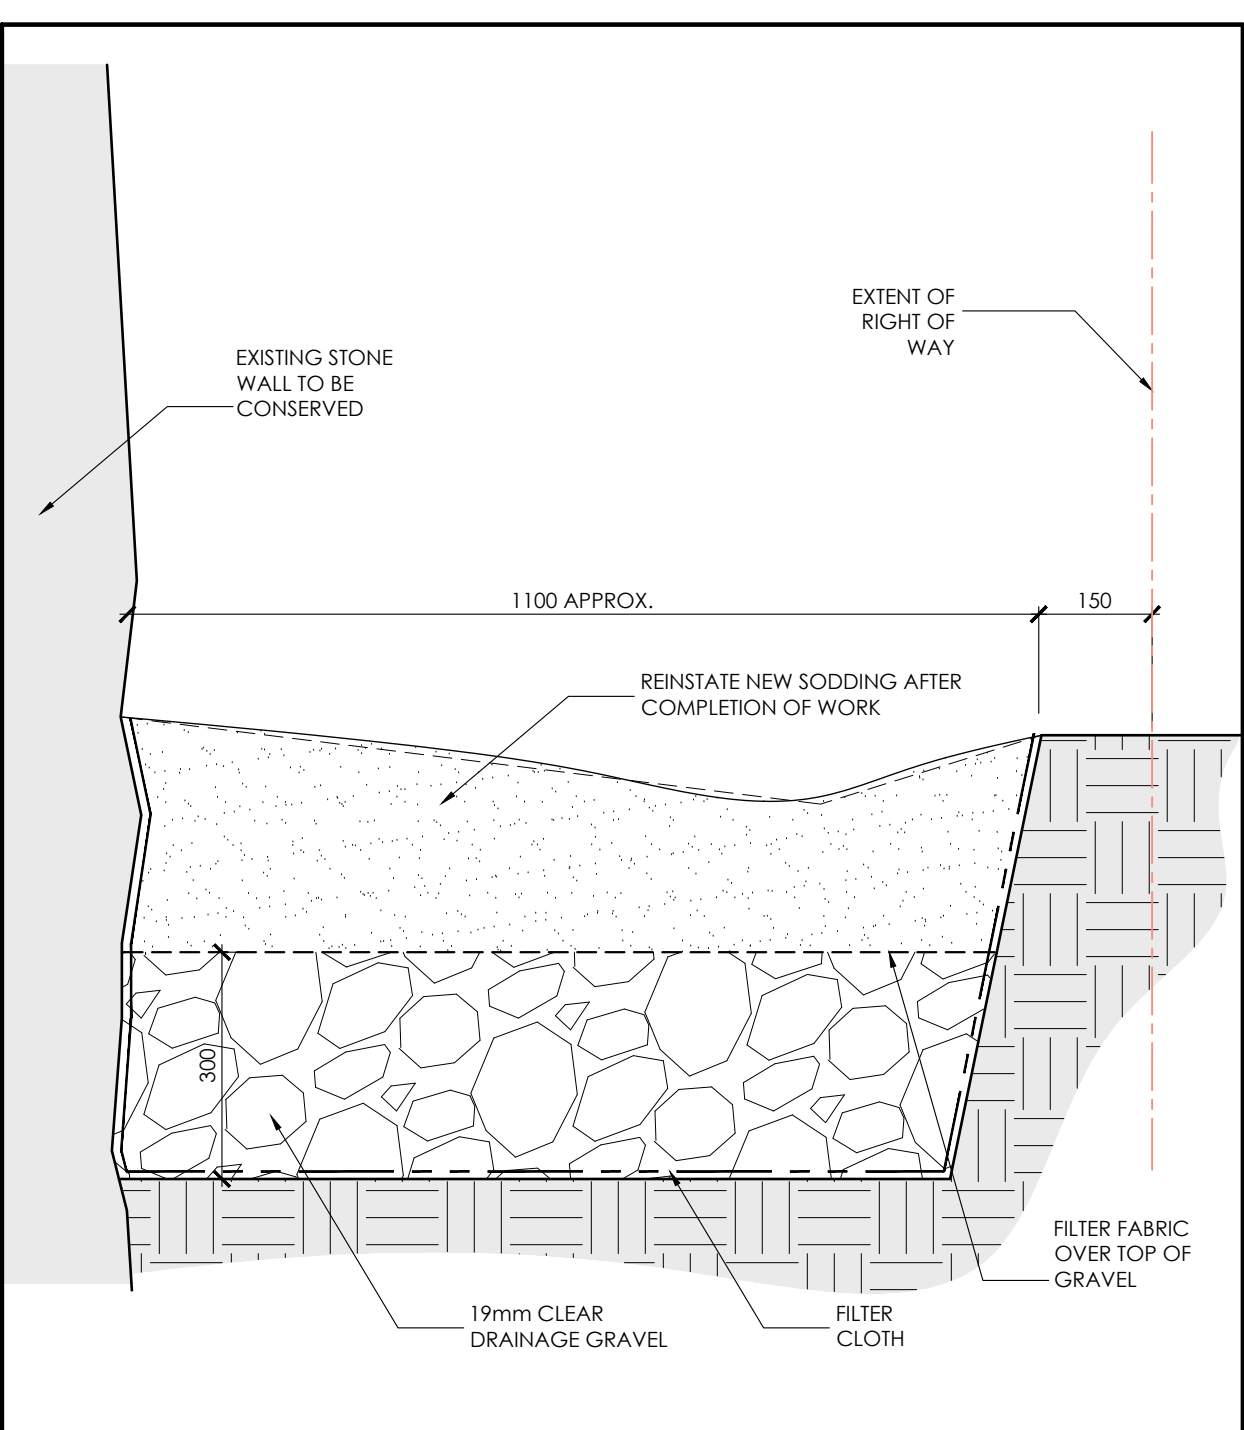 EXTENT OF
RIGHT OF
WAY
EXISTING STONE
WALL TO BE
CONSERVED
1100 APPROX.
150
REINSTATE NEW SODDING AFTER
COMPLETION OF WORK
300
FILTER FABRIC
OVER TOP OF
GRAVEL
19mm CLEAR
DRAINAGE GRAVEL
FILTER
CLOTH